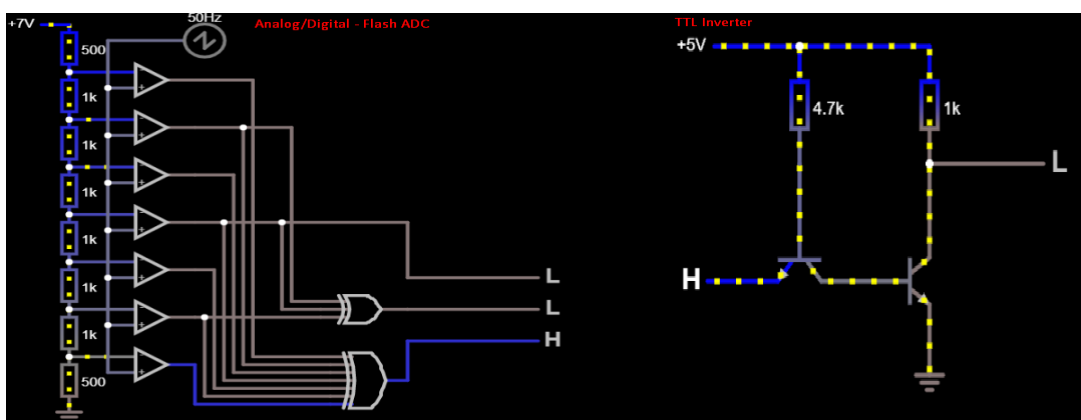 +7V
50Hz
Analog/Digital - Flash ADC
500
1k
1k
1k
1k
1k
1k
500
- +
- +
- +
- +
- +
- +
- +
L
L
H
TTL Inverter
+5V
4.7k
1k
L
H